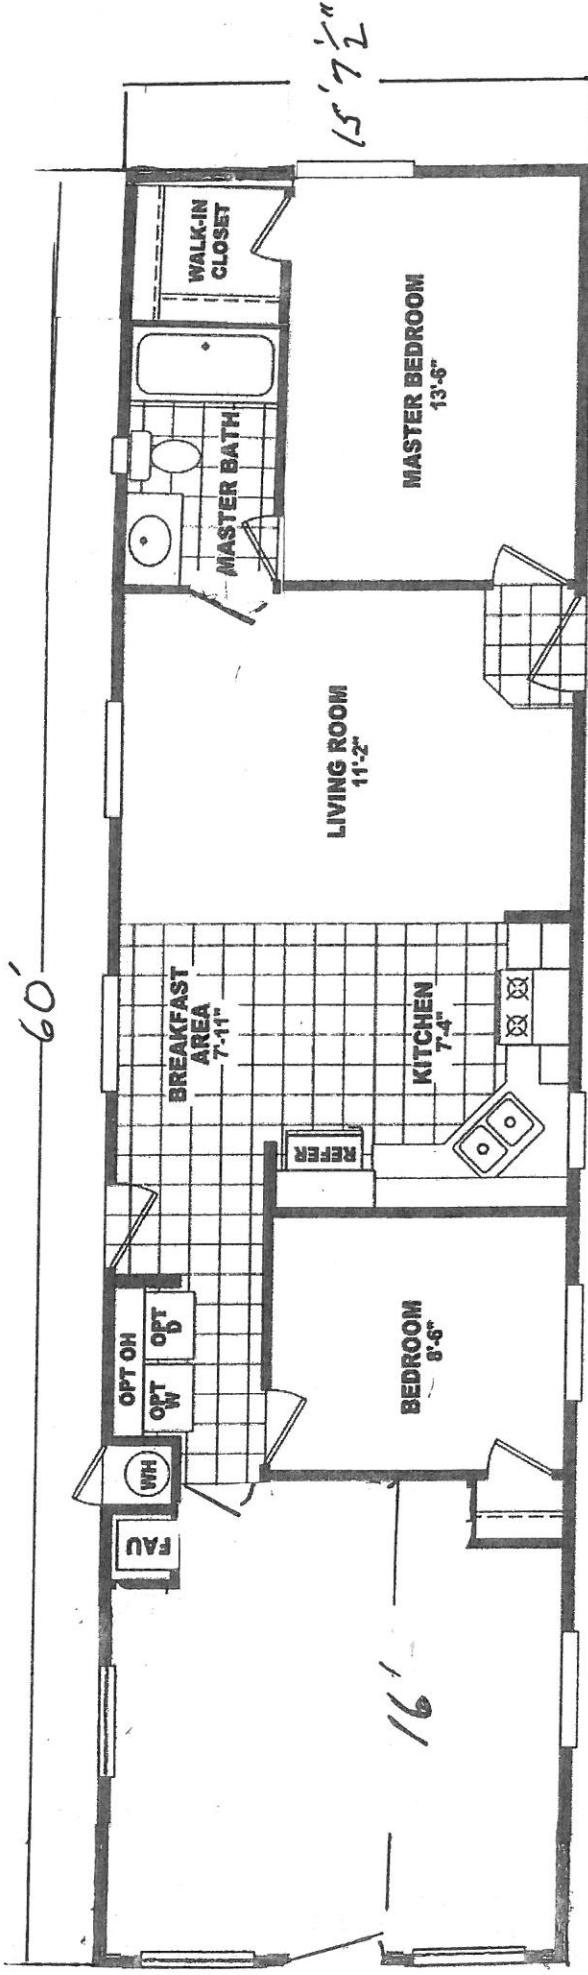 60'
15' 7 1/2"
WALK-IN
CLOSET
MASTER BATH
MASTER BEDROOM
13'-6"
LIVING ROOM
11'-2"
BREAKFAST
AREA
7'-11"
KITCHEN
7'-4"
REFER
OPT OH
OPT
W
OPT
D
WH
FAU
BEDROOM
8'-6"
16'